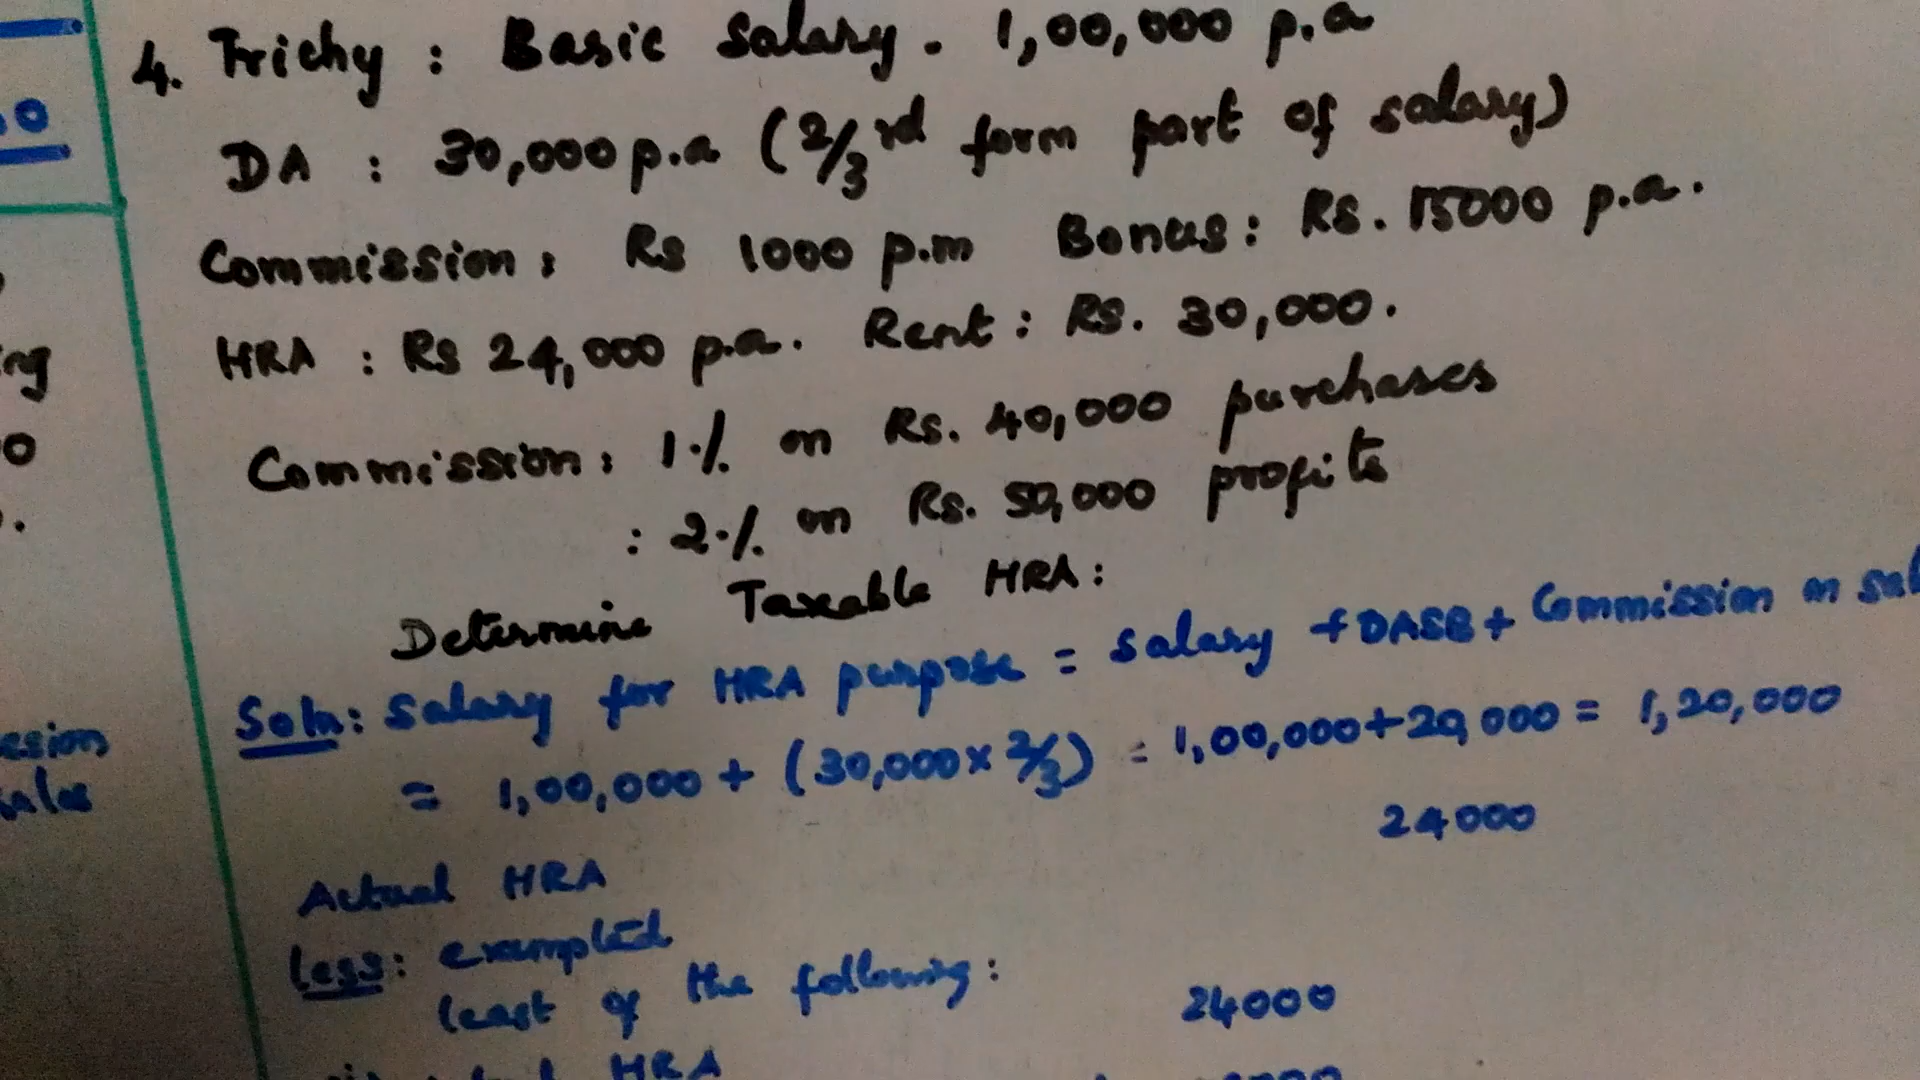 4. Trichy : Basic Salary . 1,00,000 p.a
DA : 30,000 p.a (2/3rd form part of salary)
Commission : Rs 1000 p.m Bonus : Rs. 15000 p.a.
HRA : Rs 24,000 p.a. Rent : Rs. 30,000.
Commission : 1% on Rs. 40,000 purchases
: 2% on Rs. 50,000 profits
Determine Taxable HRA :
Soln: Salary for HRA purpose = Salary + DASB + Commission on
= 1,00,000 + (30,000 x 2/3) = 1,00,000 + 20,000 = 1,20,000
Actual HRA 24000
Less: exempted
least of the following : 24000
HRA